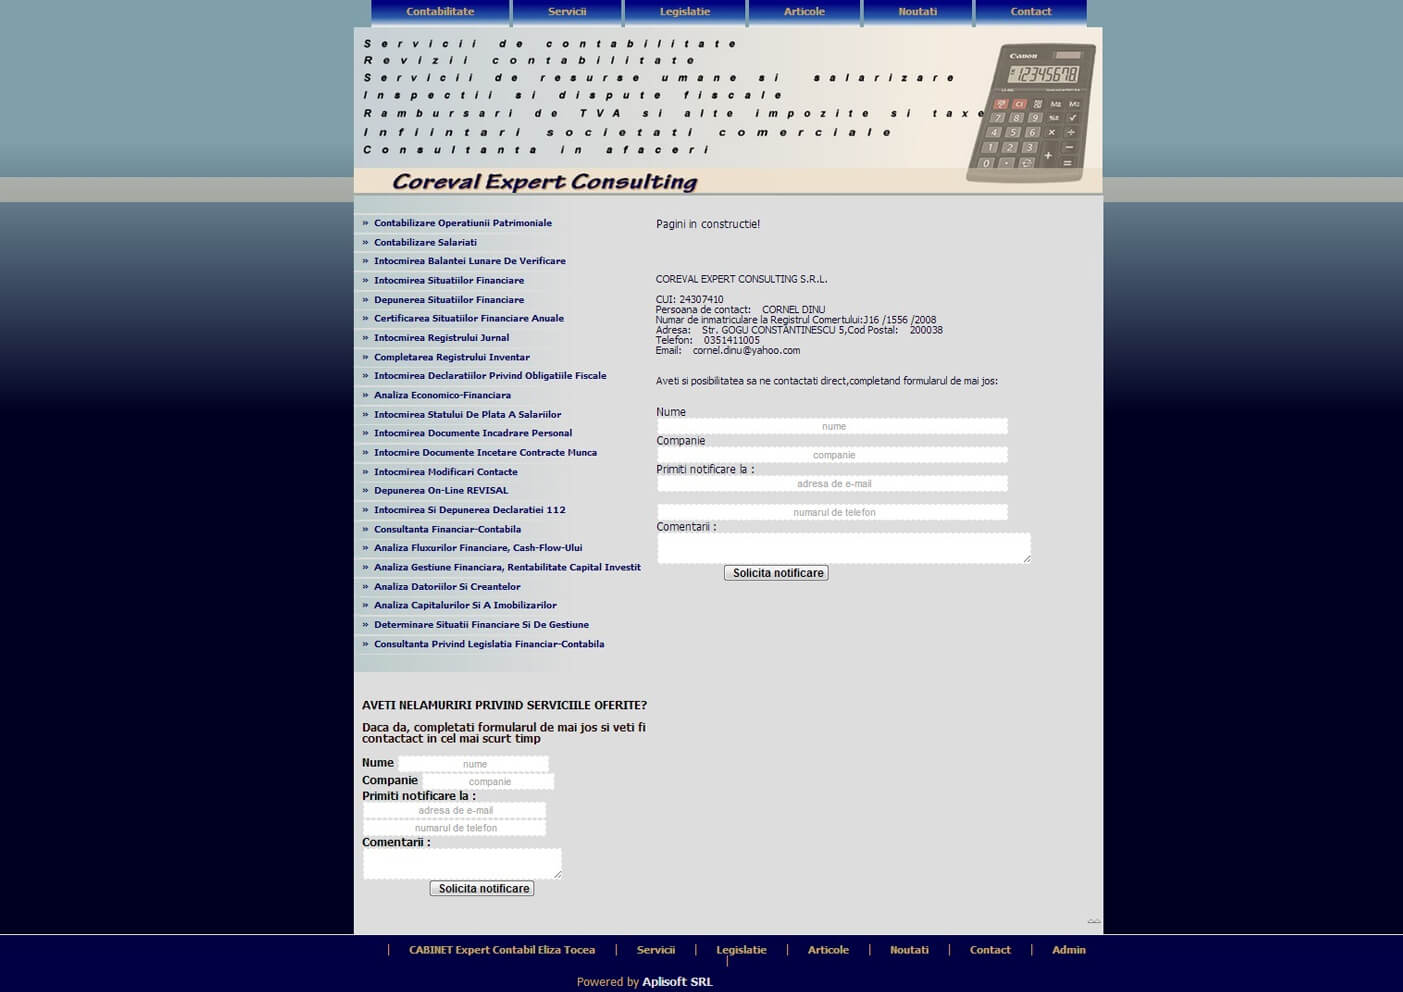 Contabilitate Servicii Legislatie Articole Noutati Contact
Servicii de contabilitate
Revizii contabilitate
Servicii de resurse umane si salarizare
Inspectii si dispute fiscale
Rambursari de TVA si alte impozite si taxe
Infiintari societati comerciale
Consultanta in afaceri
Canon
12345678
Coreval Expert Consulting
» Contabilizare Operatiunii Patrimoniale
» Contabilizare Salariati
» Intocmirea Balantei Lunare De Verificare
» Intocmirea Situatiilor Financiare
» Depunerea Situatiilor Financiare
» Certificarea Situatiilor Financiare Anuale
» Intocmirea Registrului Jurnal
» Completarea Registrului Inventar
» Intocmirea Declaratiilor Privind Obligatiile Fiscale
» Analiza Economico-Financiara
» Intocmirea Statului De Plata A Salariilor
» Intocmirea Documente Incadrare Personal
» Intocmire Documente Incetare Contracte Munca
» Intocmirea Modificari Contacte
» Depunerea On-Line REVISAL
» Intocmirea Si Depunerea Declaratiei 112
» Consultanta Financiar-Contabila
» Analiza Fluxurilor Financiare, Cash-Flow-Ului
» Analiza Gestiune Financiara, Rentabilitate Capital Investit
» Analiza Datoriilor Si Creantelor
» Analiza Capitalurilor Si A Imobilizarilor
» Determinare Situatii Financiare Si De Gestiune
» Consultanta Privind Legislatia Financiar-Contabila
AVETI NELAMURIRI PRIVIND SERVICIILE OFERITE?
Daca da, completati formularul de mai jos si veti fi
contactact in cel mai scurt timp
Nume nume
Companie companie
Primiti notificare la :
adresa de e-mail
numarul de telefon
Comentarii :
Solicita notificare
Pagini in constructie!
COREVAL EXPERT CONSULTING S.R.L.
CUI: 24307410
Persoana de contact: CORNEL DINU
Numar de inmatriculare la Registrul Comertului:J16 /1556 /2008
Adresa: Str. GOGU CONSTANTINESCU 5,Cod Postal: 200038
Telefon: 0351411005
Email: cornel.dinu@yahoo.com
Aveti si posibilitatea sa ne contactati direct,completand formularul de mai jos:
Nume
nume
Companie
companie
Primiti notificare la :
adresa de e-mail
numarul de telefon
Comentarii :
Solicita notificare
| CABINET Expert Contabil Eliza Tocea | Servicii | Legislatie | Articole | Noutati | Contact | Admin
|
Powered by Aplisoft SRL